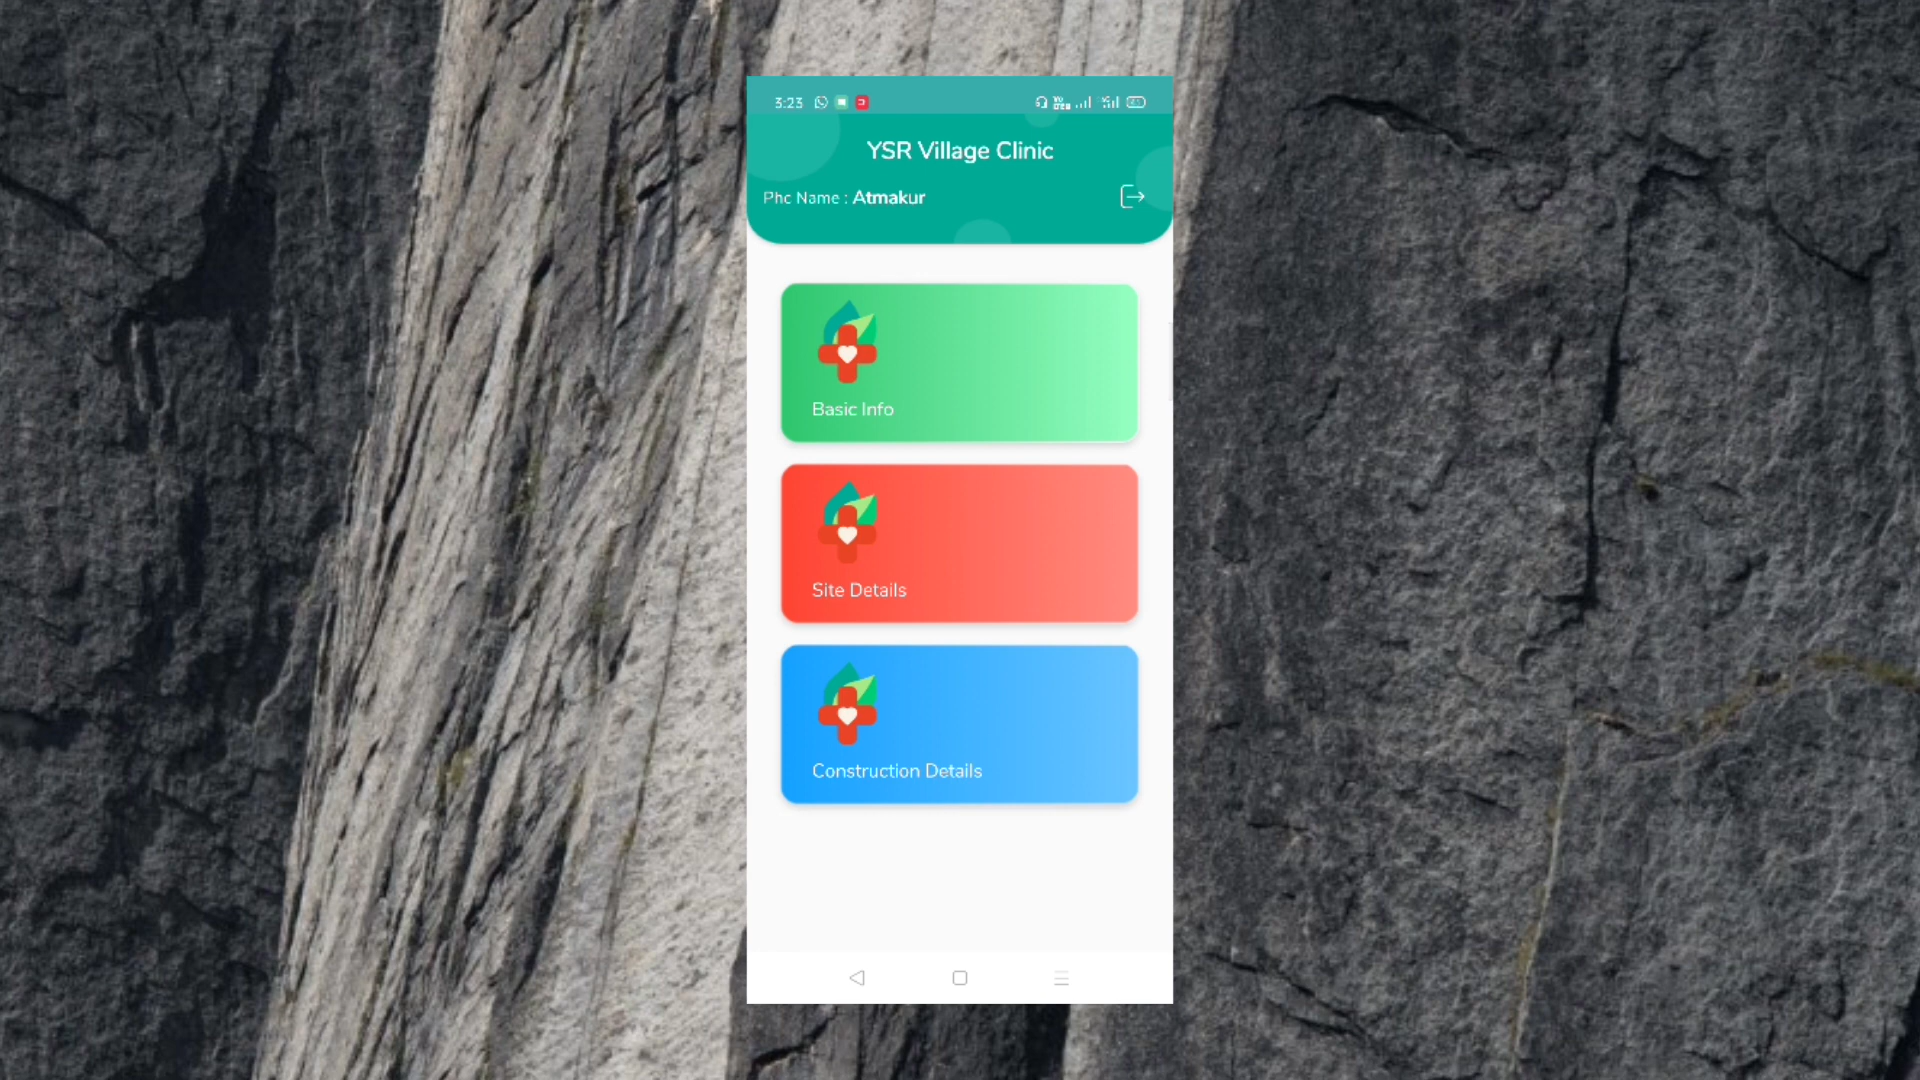 3:23
YSR Village Clinic
Phc Name : Atmakur
Basic Info
Site Details
Construction Details